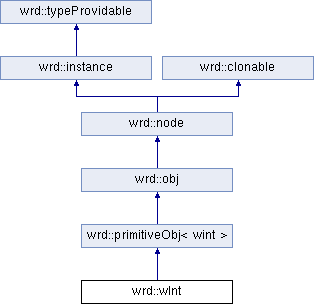 wrd::typeProvidable
wrd::instance
wrd::clonable
wrd::node
wrd::obj
wrd::primitiveObj< wint >
wrd::wInt